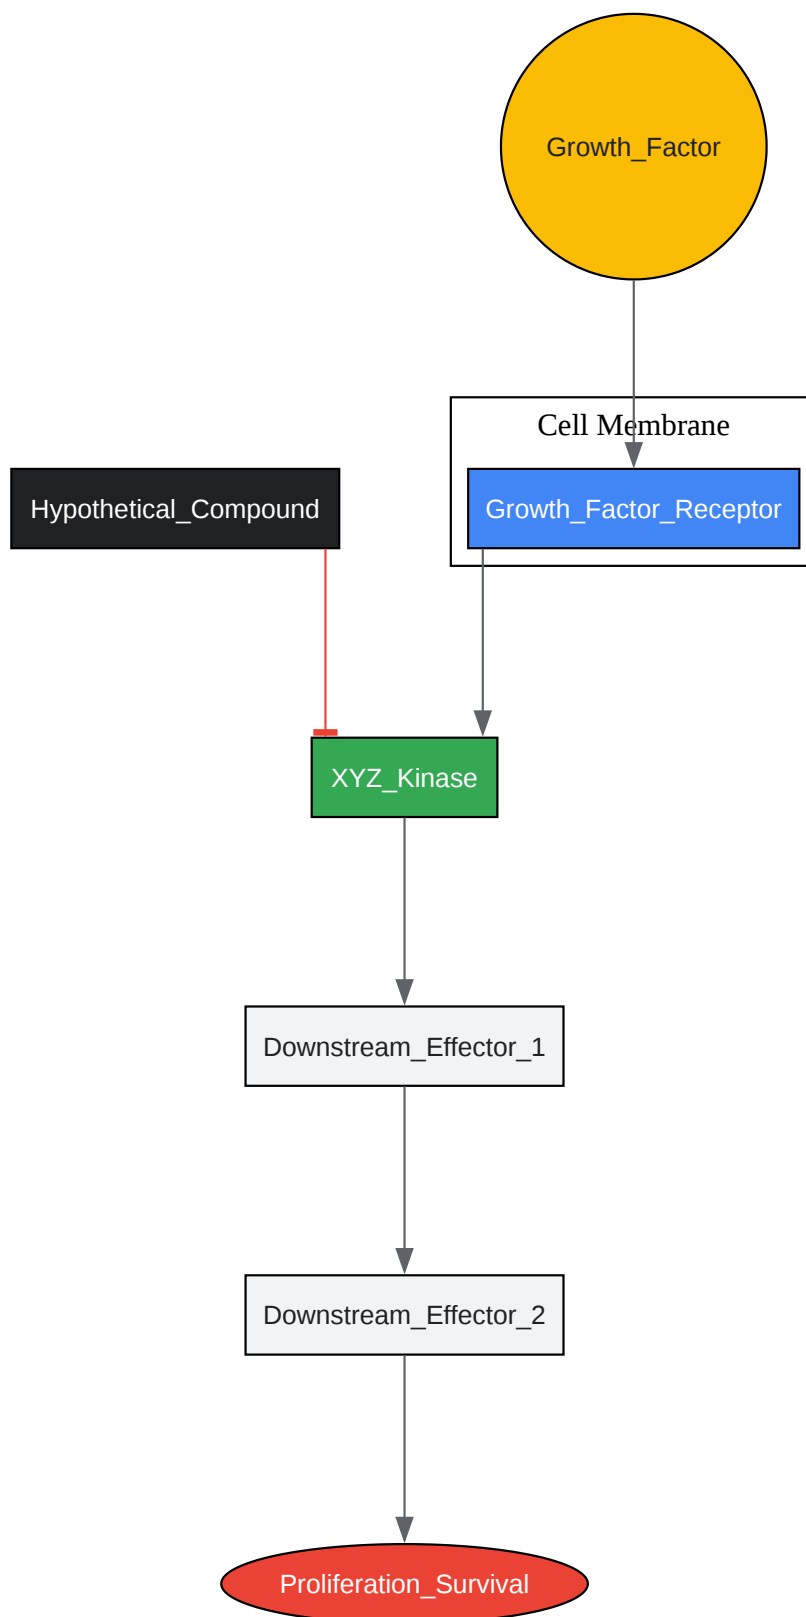 Growth_Factor
Cell Membrane
Hypothetical_Compound
Growth_Factor_Receptor
XYZ_Kinase
Downstream_Effector_1
Downstream_Effector_2
Proliferation_Survival